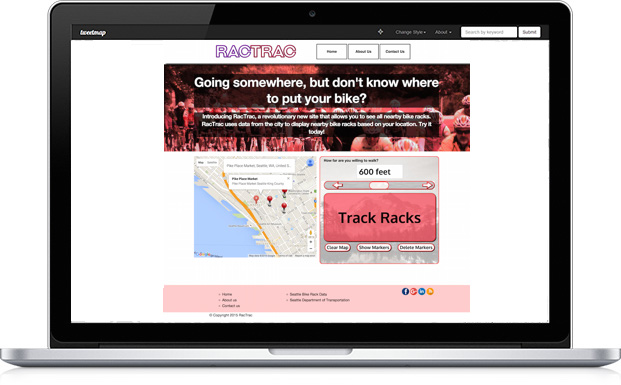 tweetmap
Change Style
About
Search by keyword
Submit
RACTRAC
Home
About Us
Contact Us
Going somewhere, but don't know where
to put your bike?
Introducing RacTrac, a revolutionary new site that allows you to see all nearby bike racks.
RacTrac uses data from the city to display nearby bike racks based on your location. Try it
today!
Map
Satellite
Pike Place Market, Seattle, WA, United S
Pike Place Market
Pike Place Market Seattle King County
How far are you willing to walk?
600 feet
Track Racks
Clear Map
Show Markers
Delete Markers
Home
About us
Contact us
Seattle Bike Rack Data
Seattle Department of Transportation
© Copyright 2015 RacTrac